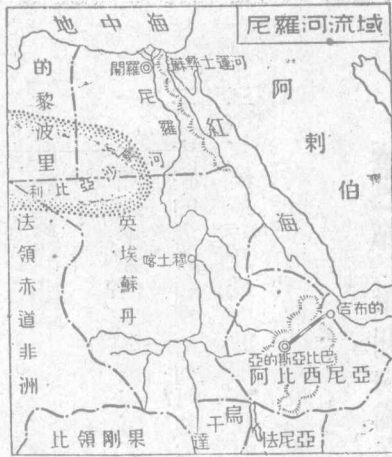 尼羅河流域
地中海
開羅
蘇彝士運河
阿剌伯
紅海
尼羅河
的黎波里
利比亞沙漠
法領赤道非洲
英埃蘇丹
喀土穆
吉布的
亞的斯亞比巴
阿比西尼亞
比領剛果
烏干達
怯尼亞